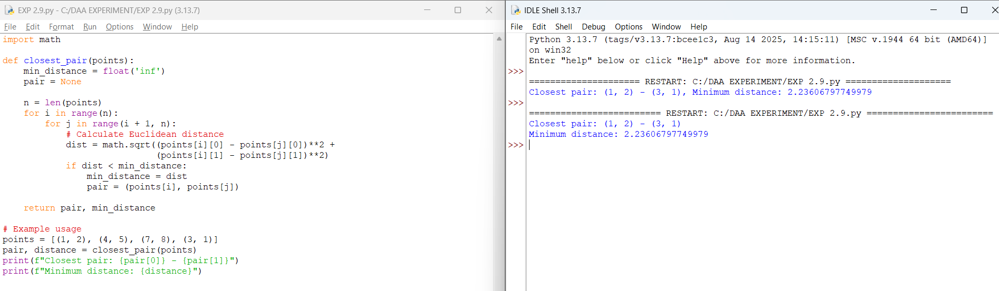 EXP 2.9.py - C:/DAA EXPERIMENT/EXP 2.9.py (3.13.7)
File Edit Format Run Options Window Help
import math

def closest_pair(points):
    min_distance = float('inf')
    pair = None

    n = len(points)
    for i in range(n):
        for j in range(i + 1, n):
            # Calculate Euclidean distance
            dist = math.sqrt((points[i][0] - points[j][0])**2 +
                             (points[i][1] - points[j][1])**2)
            if dist < min_distance:
                min_distance = dist
                pair = (points[i], points[j])

    return pair, min_distance

# Example usage
points = [(1, 2), (4, 5), (7, 8), (3, 1)]
pair, distance = closest_pair(points)
print(f"Closest pair: {pair[0]} - {pair[1]}")
print(f"Minimum distance: {distance}")
IDLE Shell 3.13.7
File Edit Shell Debug Options Window Help
Python 3.13.7 (tags/v3.13.7:bcee1c3, Aug 14 2025, 14:15:11) [MSC v.1944 64 bit (AMD64)]
on win32
Enter "help" below or click "Help" above for more information.
>>>
===================== RESTART: C:/DAA EXPERIMENT/EXP 2.9.py ====================
Closest pair: (1, 2) - (3, 1), Minimum distance: 2.23606797749979
>>>
========================= RESTART: C:/DAA EXPERIMENT/EXP 2.9.py ========================
Closest pair: (1, 2) - (3, 1)
Minimum distance: 2.23606797749979
>>>